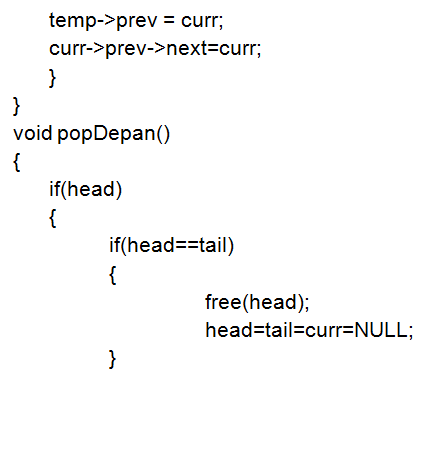 temp->prev = curr;
curr->prev->next=curr;
}
}
void popDepan()
{
if(head)
{
if(head==tail)
{
free(head);
head=tail=curr=NULL;
}